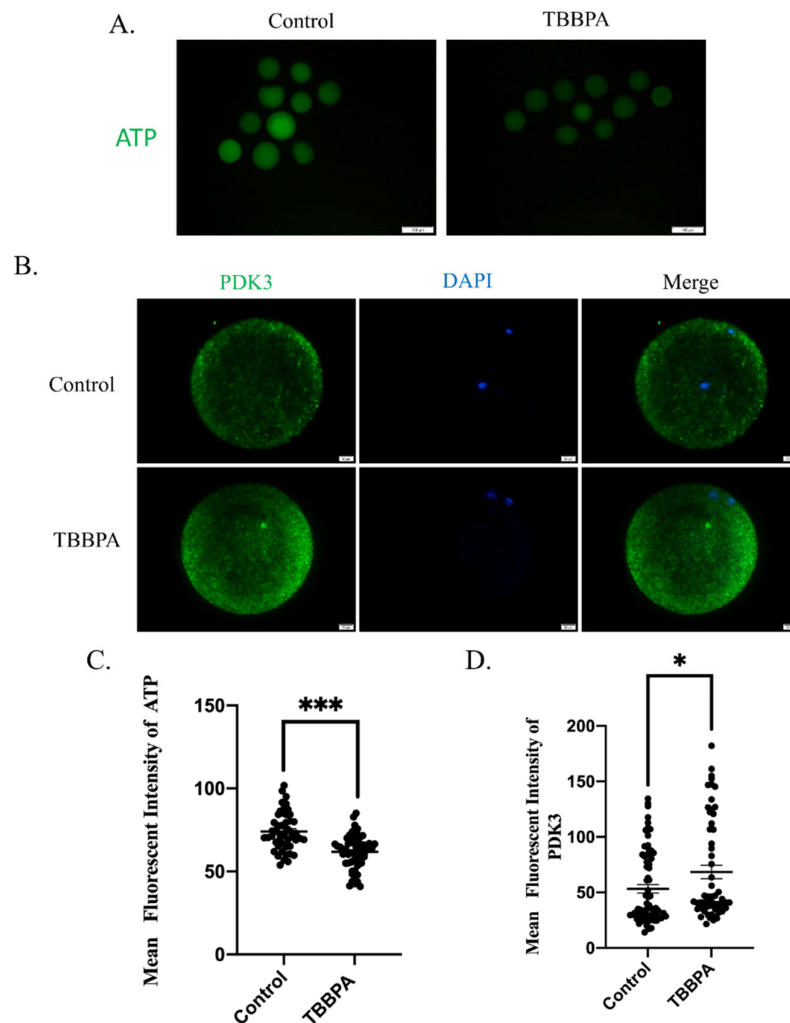 A.
Control
TBBPA
ATP
B.
PDK3
DAPI
Merge
Control
TBBPA
C.
Mean Fluorescent Intensity of ATP
150
100
50
0
***
Control
TBBPA
D.
Mean Fluorescent Intensity of
PDK3
200
150
100
50
0
*
Control
TBBPA